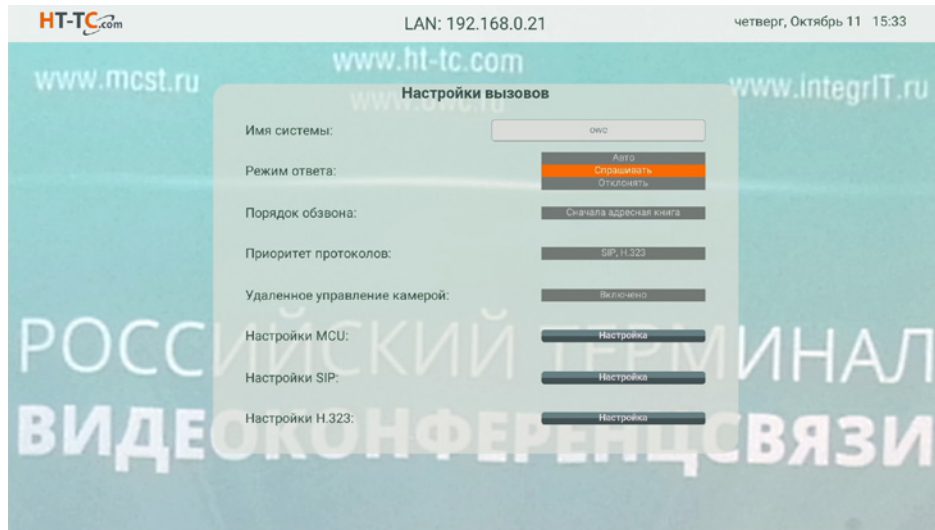 HT-TC.com
LAN: 192.168.0.21
четверг, Октябрь 11 15:33
www.mcst.ru
www.ht-tc.com
www.integrIT.ru
www.owc.ru
Настройки вызовов
Имя системы:
owc
Режим ответа:
Авто
Спрашивать
Отклонять
Порядок обзвона:
Сначала адресная книга
Приоритет протоколов:
SIP, H.323
Удаленное управление камерой:
Включено
Настройки MCU:
Настройка
Настройки SIP:
Настройка
Настройки H.323:
Настройка
РОССИЙСКИЙ ТЕРМИНАЛ
ВИДЕОКОНФЕРЕНЦСВЯЗИ